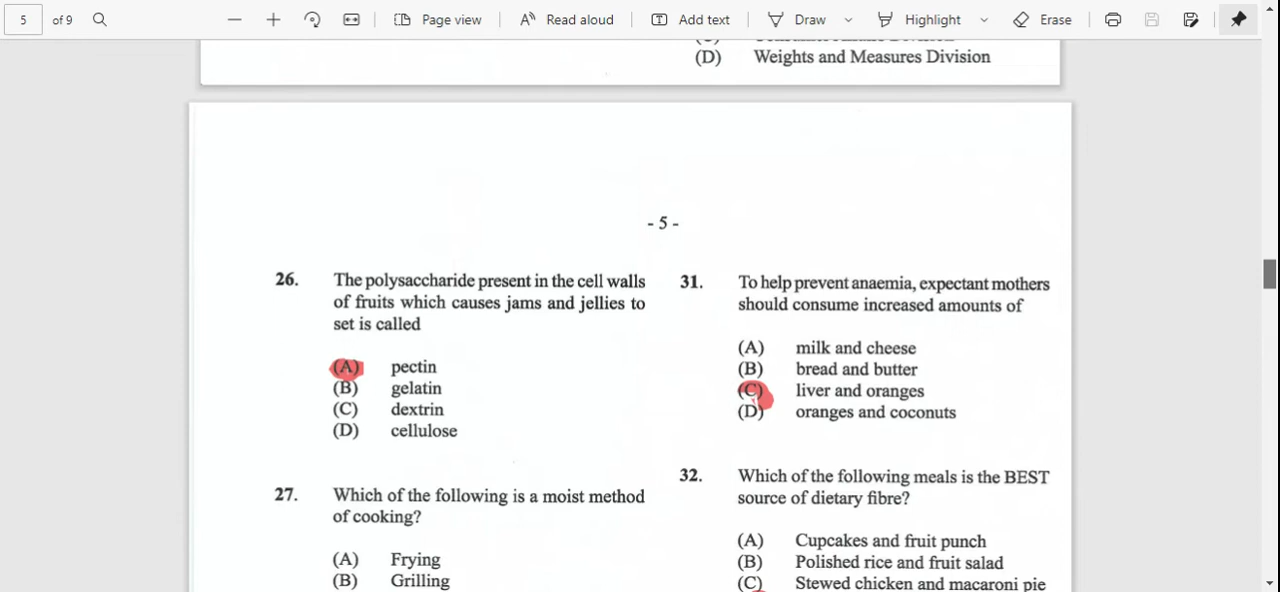 5 of 9 Page view Read aloud Add text Draw Highlight Erase
(D) Weights and Measures Division
- 5 -
26. The polysaccharide present in the cell walls
of fruits which causes jams and jellies to
set is called
(A) pectin
(B) gelatin
(C) dextrin
(D) cellulose
27. Which of the following is a moist method
of cooking?
(A) Frying
(B) Grilling
31. To help prevent anaemia, expectant mothers
should consume increased amounts of
(A) milk and cheese
(B) bread and butter
(C) liver and oranges
(D) oranges and coconuts
32. Which of the following meals is the BEST
source of dietary fibre?
(A) Cupcakes and fruit punch
(B) Polished rice and fruit salad
(C) Stewed chicken and macaroni pie